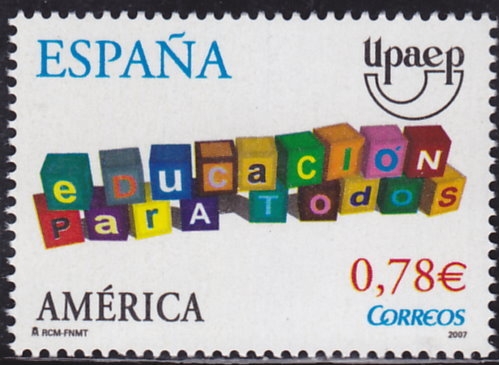 ESPAÑA
Upaep
eDucaCIÓN
ParA TodoS
0,78€
AMÉRICA
CORREOS
RCM-FNMT
2007